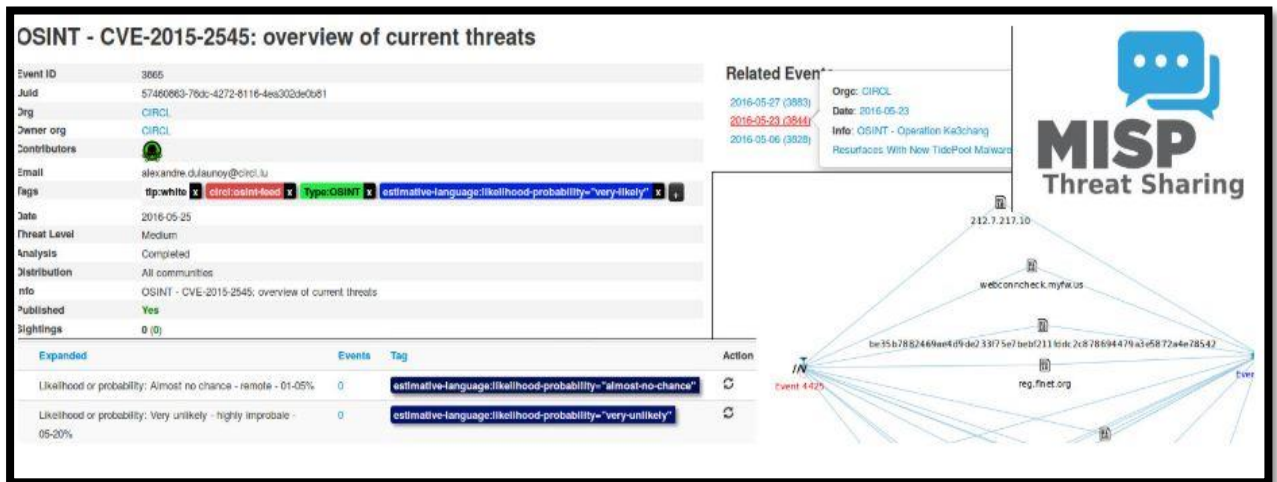 OSINT - CVE-2015-2545: overview of current threats
Event ID 3865
Uuid 57460863-76dc-4272-8116-4ea302de0b81
Org CIRCL
Owner org CIRCL
Contributors
Email alexandre.dulaunoy@circl.lu
Tags tlp:white x circl:osint-feed x Type:OSINT x estimative-language:likelihood-probability="very-likely" x +
Date 2016-05-25
Threat Level Medium
Analysis Completed
Distribution All communities
Info OSINT - CVE-2015-2545: overview of current threats
Published Yes
Sightings 0 (0)
Related Events
2016-05-27 (3883)
2016-05-23 (3844)
2016-05-06 (3828)
Orgc: CIRCL
Date: 2016-05-23
Info: OSINT - Operation Ke3chang
Resurfaces With New TidePool Malware
MISP
Threat Sharing
212.7.217.10
webconncheck.myfw.us
reg.flnet.org
Event 4425
Expanded Events Tag Action
Likelihood or probability: Almost no chance - remote - 01-05% 0 estimative-language:likelihood-probability="almost-no-chance"
Likelihood or probability: Very unlikely - highly improbale - 0 estimative-language:likelihood-probability="very-unlikely"
05-20%